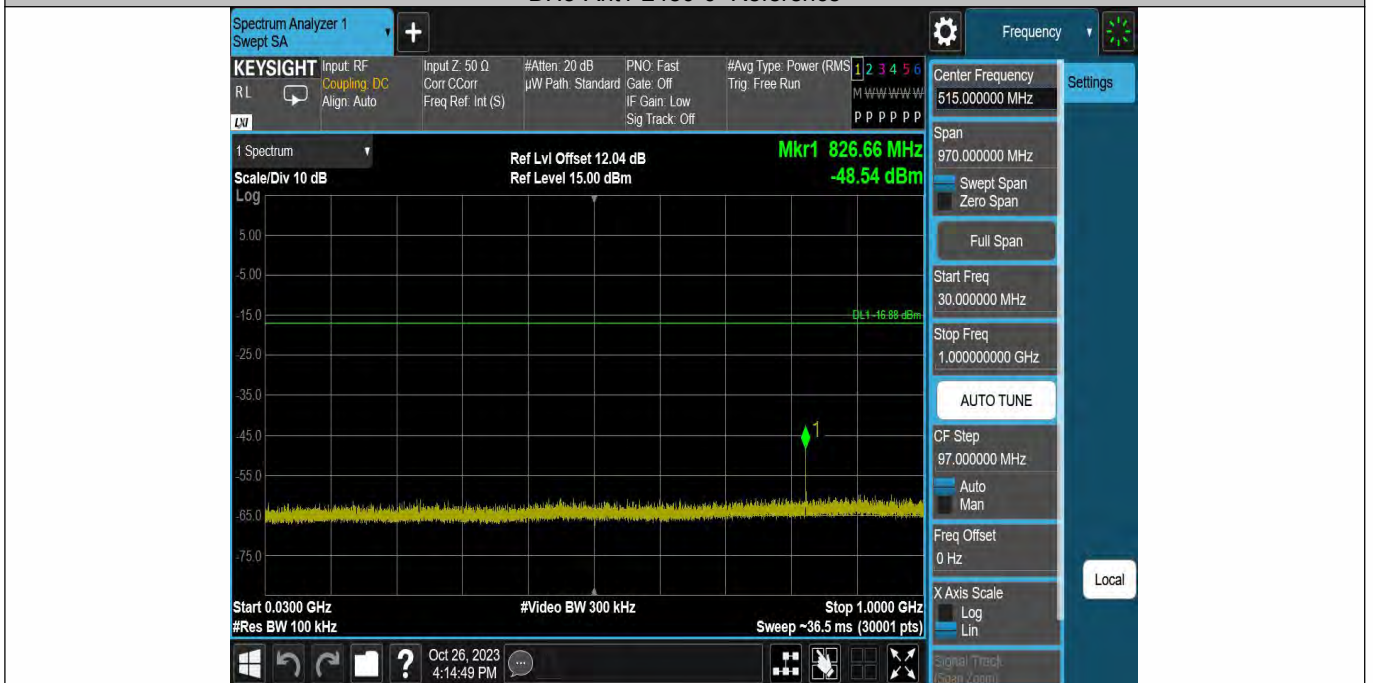 Spectrum Analyzer 1
Swept SA
+
Frequency
KEYSIGHT
RL
LXI
Input: RF
Coupling: DC
Align: Auto
Input Z: 50 Ω
Corr CCorr
Freq Ref: Int (S)
#Atten: 20 dB
µW Path: Standard
PNO: Fast
Gate: Off
IF Gain: Low
Sig Track: Off
#Avg Type: Power (RMS
Trig: Free Run
1 2 3 4 5 6
M W W W W W
P P P P P P
1 Spectrum
Scale/Div 10 dB
Ref Lvl Offset 12.04 dB
Ref Level 15.00 dBm
Mkr1 826.66 MHz
-48.54 dBm
Log
5.00
-5.00
-15.0
DL1 -16.88 dBm
-25.0
-35.0
-45.0
1
-55.0
-65.0
-75.0
Start 0.0300 GHz
#Res BW 100 kHz
#Video BW 300 kHz
Stop 1.0000 GHz
Sweep ~36.5 ms (30001 pts)
Center Frequency
515.000000 MHz
Settings
Span
970.000000 MHz
Swept Span
Zero Span
Full Span
Start Freq
30.000000 MHz
Stop Freq
1.000000000 GHz
AUTO TUNE
CF Step
97.000000 MHz
Auto
Man
Freq Offset
0 Hz
X Axis Scale
Log
Lin
Local
Signal Track
(Span Zoom)
?
Oct 26, 2023
4:14:49 PM